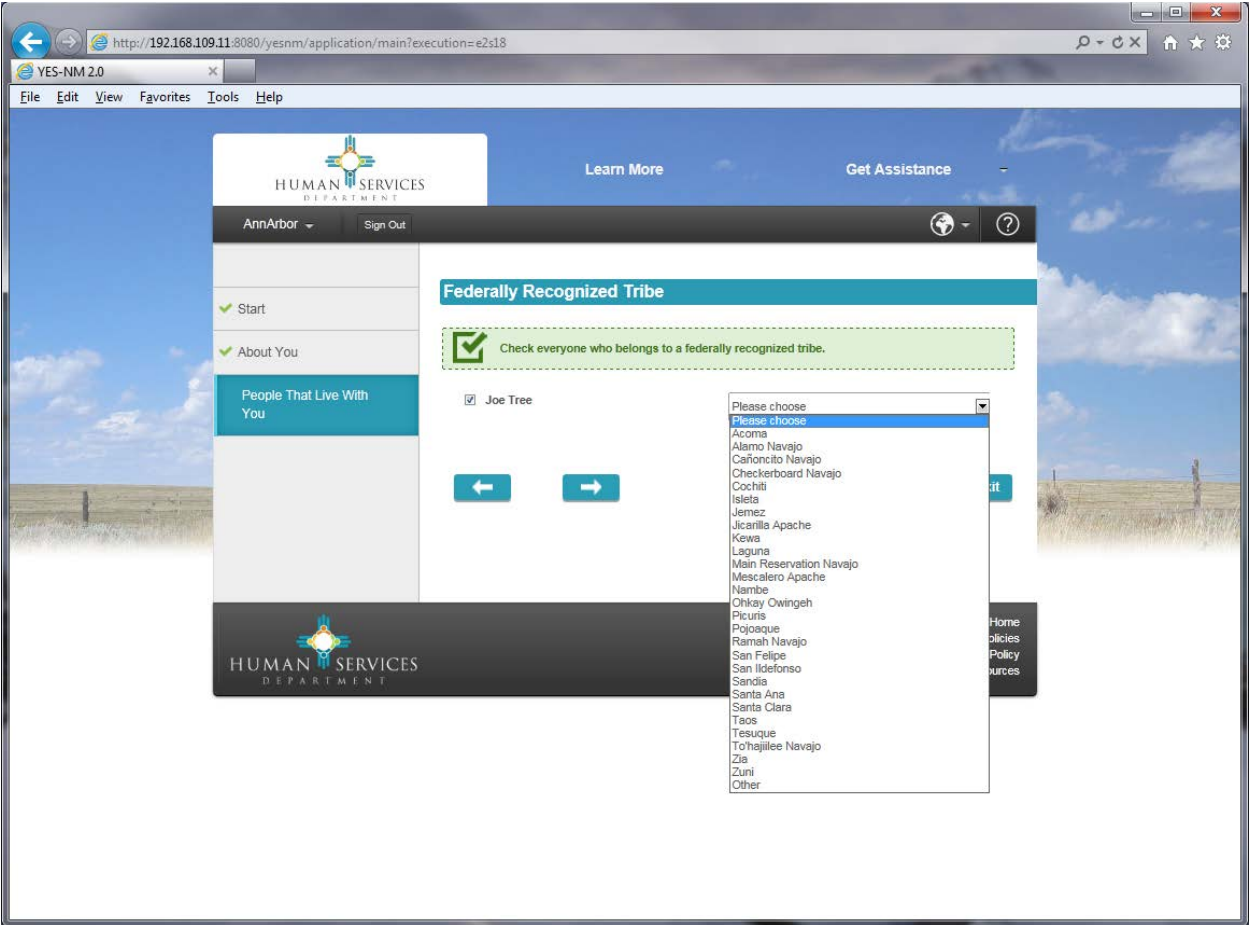 http://192.168.109.11:8080/yesnm/application/main?execution=e2s18
YES-NM 2.0
File Edit View Favorites Tools Help
HUMAN SERVICES
DEPARTMENT
Learn More
Get Assistance
AnnArbor
Sign Out
?
Start
About You
People That Live With
You
Federally Recognized Tribe
Check everyone who belongs to a federally recognized tribe.
Joe Tree
Please choose
Please choose
Acoma
Alamo Navajo
Cañoncito Navajo
Checkerboard Navajo
Cochiti
Isleta
Jemez
Jicarilla Apache
Kewa
Laguna
Main Reservation Navajo
Mescalero Apache
Nambe
Ohkay Owingeh
Picuris
Pojoaque
Ramah Navajo
San Felipe
San Ildefonso
Sandia
Santa Ana
Santa Clara
Taos
Tesuque
To'hajiilee Navajo
Zia
Zuni
Other
HUMAN SERVICES
DEPARTMENT
Home
Policy